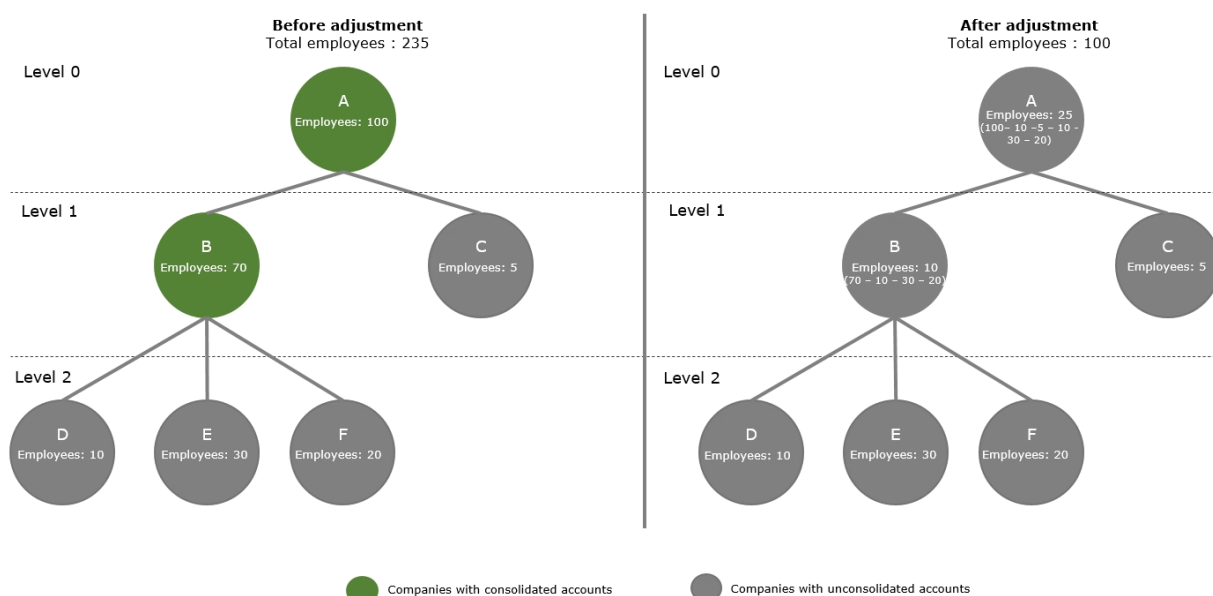 Before adjustment
Total employees : 235
Level 0
A
Employees: 100
Level 1
B
Employees: 70
C
Employees: 5
Level 2
D
Employees: 10
E
Employees: 30
F
Employees: 20
After adjustment
Total employees : 100
Level 0
A
Employees: 25
(100– 10 –5 – 10 -
30 – 20)
Level 1
B
Employees: 10
(70 – 10 – 30 – 20)
C
Employees: 5
Level 2
D
Employees: 10
E
Employees: 30
F
Employees: 20
Companies with consolidated accounts
Companies with unconsolidated accounts